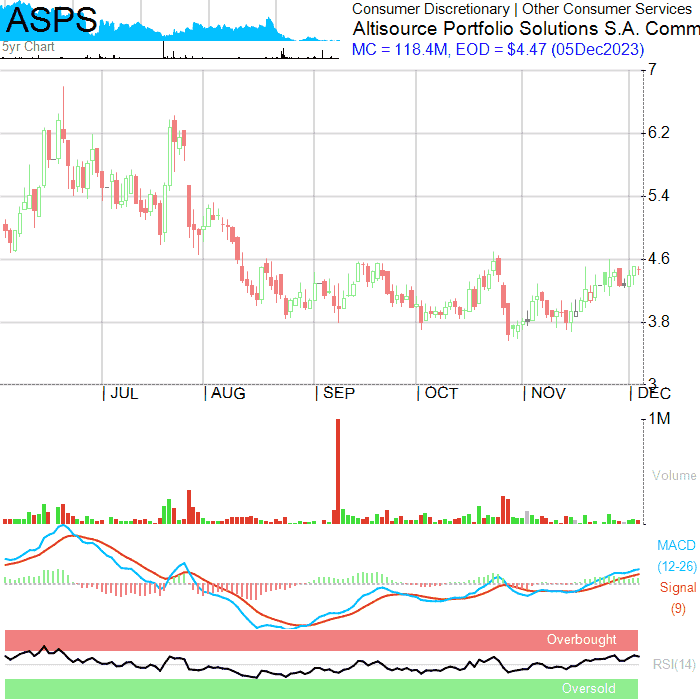 ASPS
5yr Chart
Consumer Discretionary | Other Consumer Services
Altisource Portfolio Solutions S.A. Comm
MC = 118.4M, EOD = $4.47 (05Dec2023)
7
6.2
5.4
4.6
3.8
3
| JUL | AUG | SEP | OCT | NOV | DEC
1M
Volume
MACD
(12-26)
Signal
(9)
Overbought
RSI(14)
Oversold